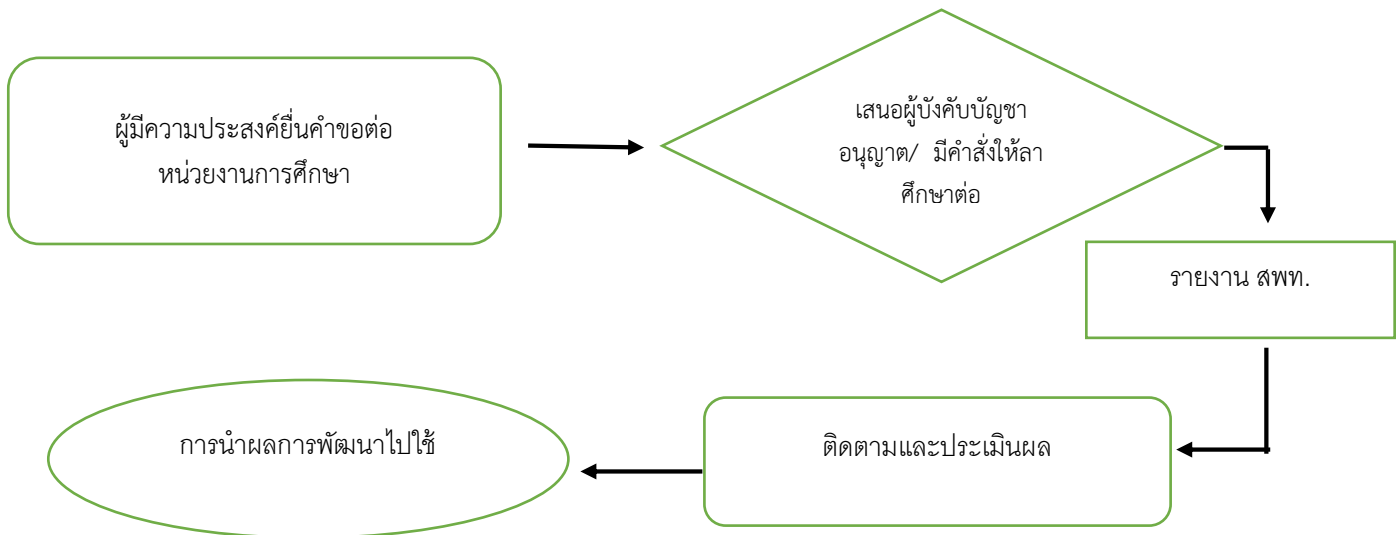 ผู้มีความประสงค์ยื่นคำขอต่อ
หน่วยงานการศึกษา
เสนอผู้บังคับบัญชา
อนุญาต/ มีคำสั่งให้ลา
ศึกษาต่อ
รายงาน สพท.
ติดตามและประเมินผล
การนำผลการพัฒนาไปใช้